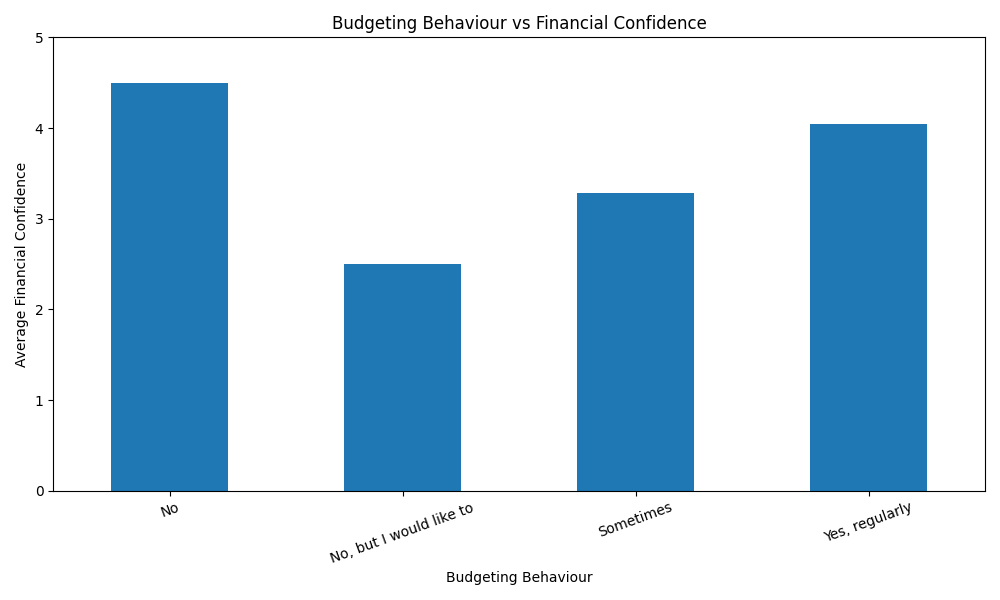 Budgeting Behaviour vs Financial Confidence
5
4
3
2
1
0
Average Financial Confidence
No
No, but I would like to
Sometimes
Yes, regularly
Budgeting Behaviour